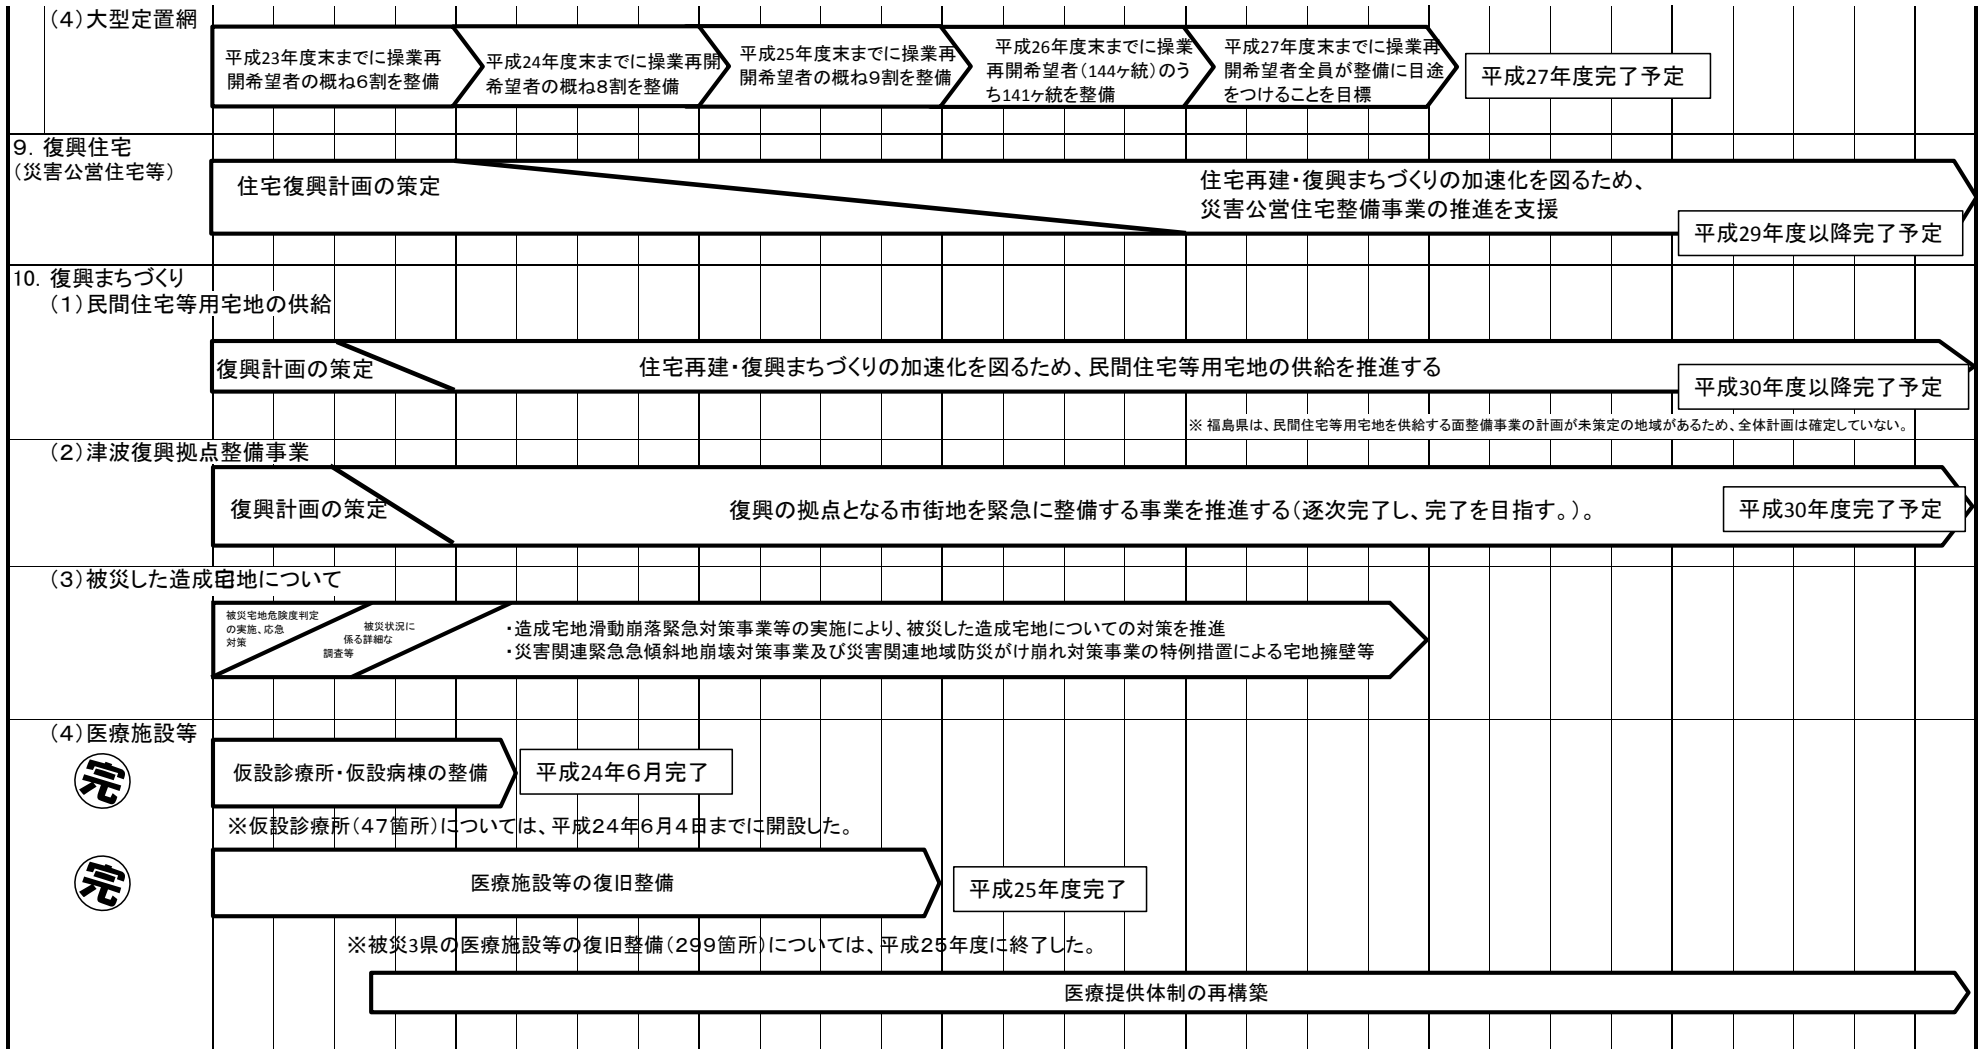 （４）大型定置網
平成23年度末までに操業再
開希望者の概ね６割を整備
平成24年度末までに操業再開
希望者の概ね８割を整備
平成25年度末までに操業再
開希望者の概ね９割を整備
平成26年度末までに操業
再開希望者（144ヶ統）のう
ち141ヶ統を整備
平成27年度末までに操業再
開希望者全員が整備に目途
をつけることを目標
平成27年度完了予定
９．復興住宅
（災害公営住宅等）
住宅復興計画の策定
住宅再建・復興まちづくりの加速化を図るため、
災害公営住宅整備事業の推進を支援
平成29年度以降完了予定
10．復興まちづくり
（１）民間住宅等用宅地の供給
復興計画の策定
住宅再建・復興まちづくりの加速化を図るため、民間住宅等用宅地の供給を推進する
平成30年度以降完了予定
※ 福島県は、民間住宅等用宅地を供給する面整備事業の計画が未策定の地域があるため、全体計画は確定していない。
（２）津波復興拠点整備事業
復興計画の策定
復興の拠点となる市街地を緊急に整備する事業を推進する（逐次完了し、完了を目指す。）。
平成30年度完了予定
（３）被災した造成宅地について
被災宅地危険度判定
の実施、応急
対策
被災状況に
係る詳細な
調査等
・造成宅地滑動崩落緊急対策事業等の実施により、被災した造成宅地についての対策を推進
・災害関連緊急急傾斜地崩壊対策事業及び災害関連地域防災がけ崩れ対策事業の特例措置による宅地擁壁等
（４）医療施設等
完
仮設診療所・仮設病棟の整備
平成24年６月完了
※仮設診療所（４７箇所）については、平成２４年６月４日までに開設した。
完
医療施設等の復旧整備
平成25年度完了
※被災3県の医療施設等の復旧整備（２９９箇所）については、平成２５年度に終了した。
医療提供体制の再構築